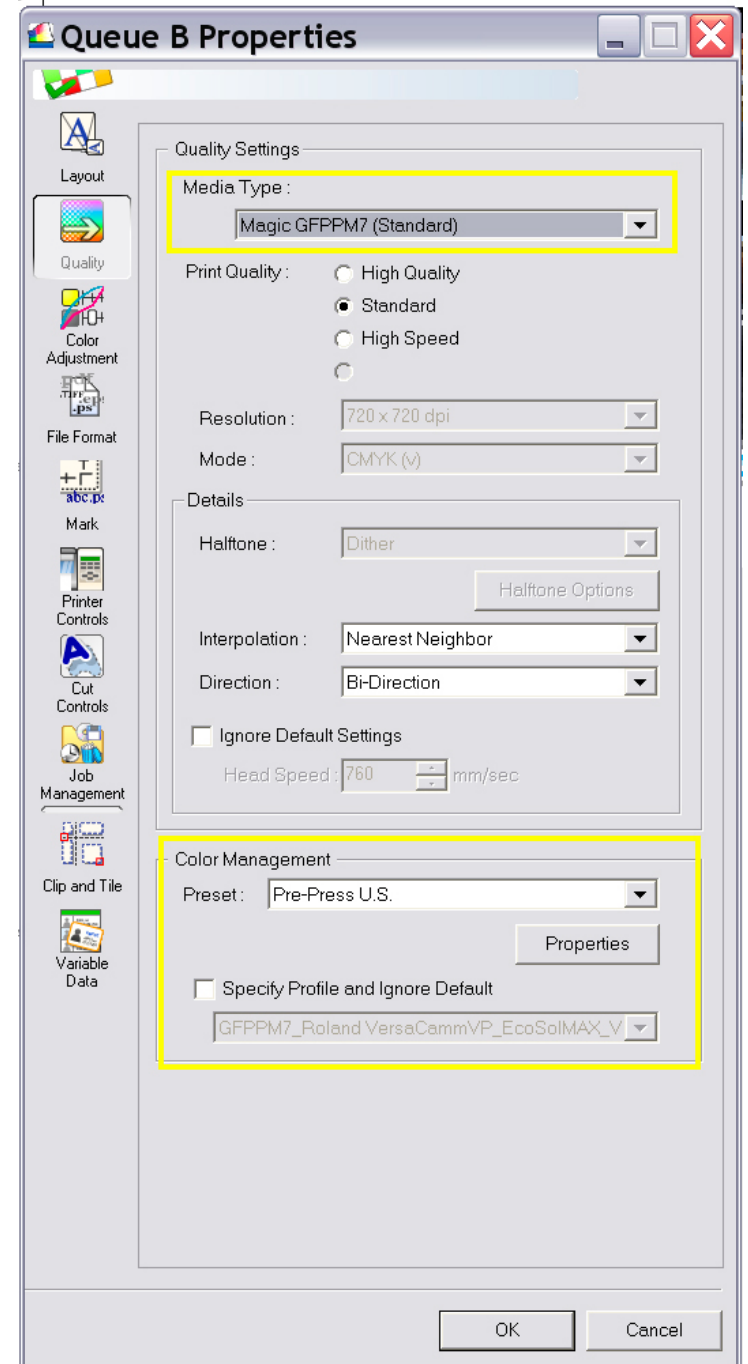 Queue B Properties
Layout
Quality
Color
Adjustment
File Format
Mark
Printer
Controls
Cut
Controls
Job
Management
Clip and Tile
Variable
Data
Quality Settings
Media Type :
Magic GFPPM7 (Standard)
Print Quality :
High Quality
Standard
High Speed
Resolution :
720 x 720 dpi
Mode :
CMYK (v)
Details
Halftone :
Dither
Halftone Options
Interpolation :
Nearest Neighbor
Direction :
Bi-Direction
Ignore Default Settings
Head Speed : 760 mm/sec
Color Management
Preset : Pre-Press U.S.
Properties
Specify Profile and Ignore Default
GFPPM7_Roland VersaCammVP_EcoSolMAX_V
OK
Cancel